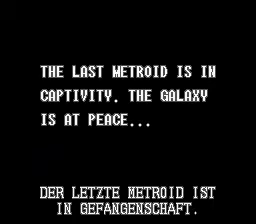 THE LAST METROID IS IN
CAPTIVITY. THE GALAXY
IS AT PEACE...
DER LETZTE METROID IST
IN GEFANGENSCHAFT.